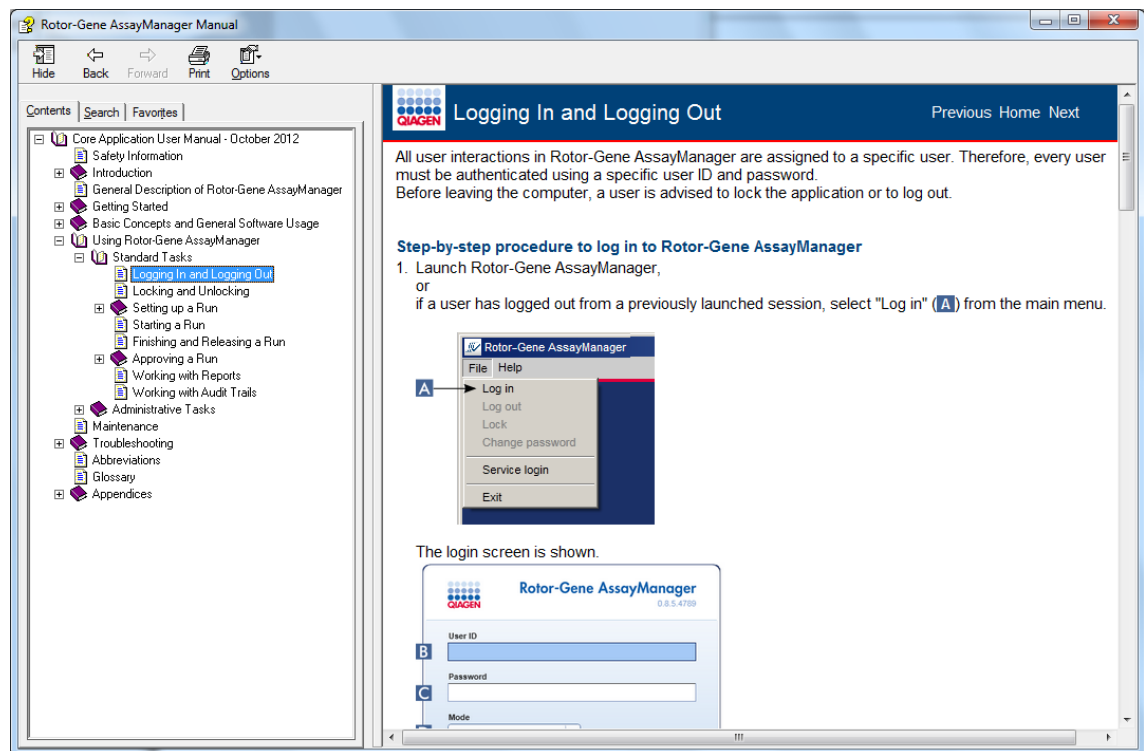 Rotor-Gene AssayManager Manual
Hide Back Forward Print Options
Contents Search Favorites
Core Application User Manual - October 2012
Safety Information
Introduction
General Description of Rotor-Gene AssayManager
Getting Started
Basic Concepts and General Software Usage
Using Rotor-Gene AssayManager
Standard Tasks
Logging In and Logging Out
Locking and Unlocking
Setting up a Run
Starting a Run
Finishing and Releasing a Run
Approving a Run
Working with Reports
Working with Audit Trails
Administrative Tasks
Maintenance
Troubleshooting
Abbreviations
Glossary
Appendices
QIAGEN Logging In and Logging Out Previous Home Next
All user interactions in Rotor-Gene AssayManager are assigned to a specific user. Therefore, every user
must be authenticated using a specific user ID and password.
Before leaving the computer, a user is advised to lock the application or to log out.
Step-by-step procedure to log in to Rotor-Gene AssayManager
1. Launch Rotor-Gene AssayManager,
or
if a user has logged out from a previously launched session, select "Log in" (A) from the main menu.
Rotor-Gene AssayManager
File Help
A Log in
Log out
Lock
Change password
Service login
Exit
The login screen is shown.
QIAGEN Rotor-Gene AssayManager
0.8.5.4789
User ID
B
Password
C
Mode